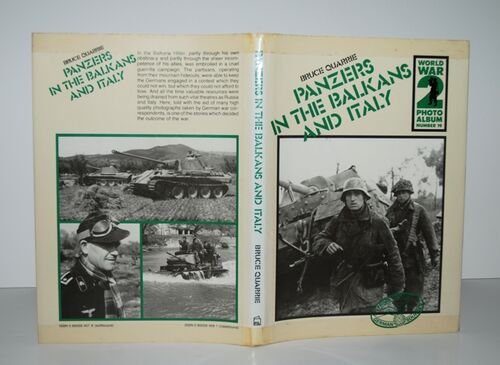 BRUCE QUARRIE
PANZERS
IN THE BALKANS
AND ITALY
In the Balkans Hitler, partly through his own
obstinacy and partly through the sheer incom-
petence of his allies, was embroiled in a cruel
guerrilla campaign. The partisans, operating
from their mountain hideouts, were able to keep
the Germans engaged in a contest which they
could not win, but which they could not afford to
lose. And all the time valuable resources were
being drained from such vital theatres as Russia
and Italy. Here, told with the aid of many high
quality photographs taken by German war cor-
respondents, is one of the stories which decided
the outcome of the war.
PANZERS IN THE BALKANS AND ITALY
BRUCE QUARRIE
BRUCE QUARRIE
PANZERS
IN THE BALKANS
AND ITALY
WORLD
WAR
2
PHOTO
ALBUM
NUMBER 19
GERMAN